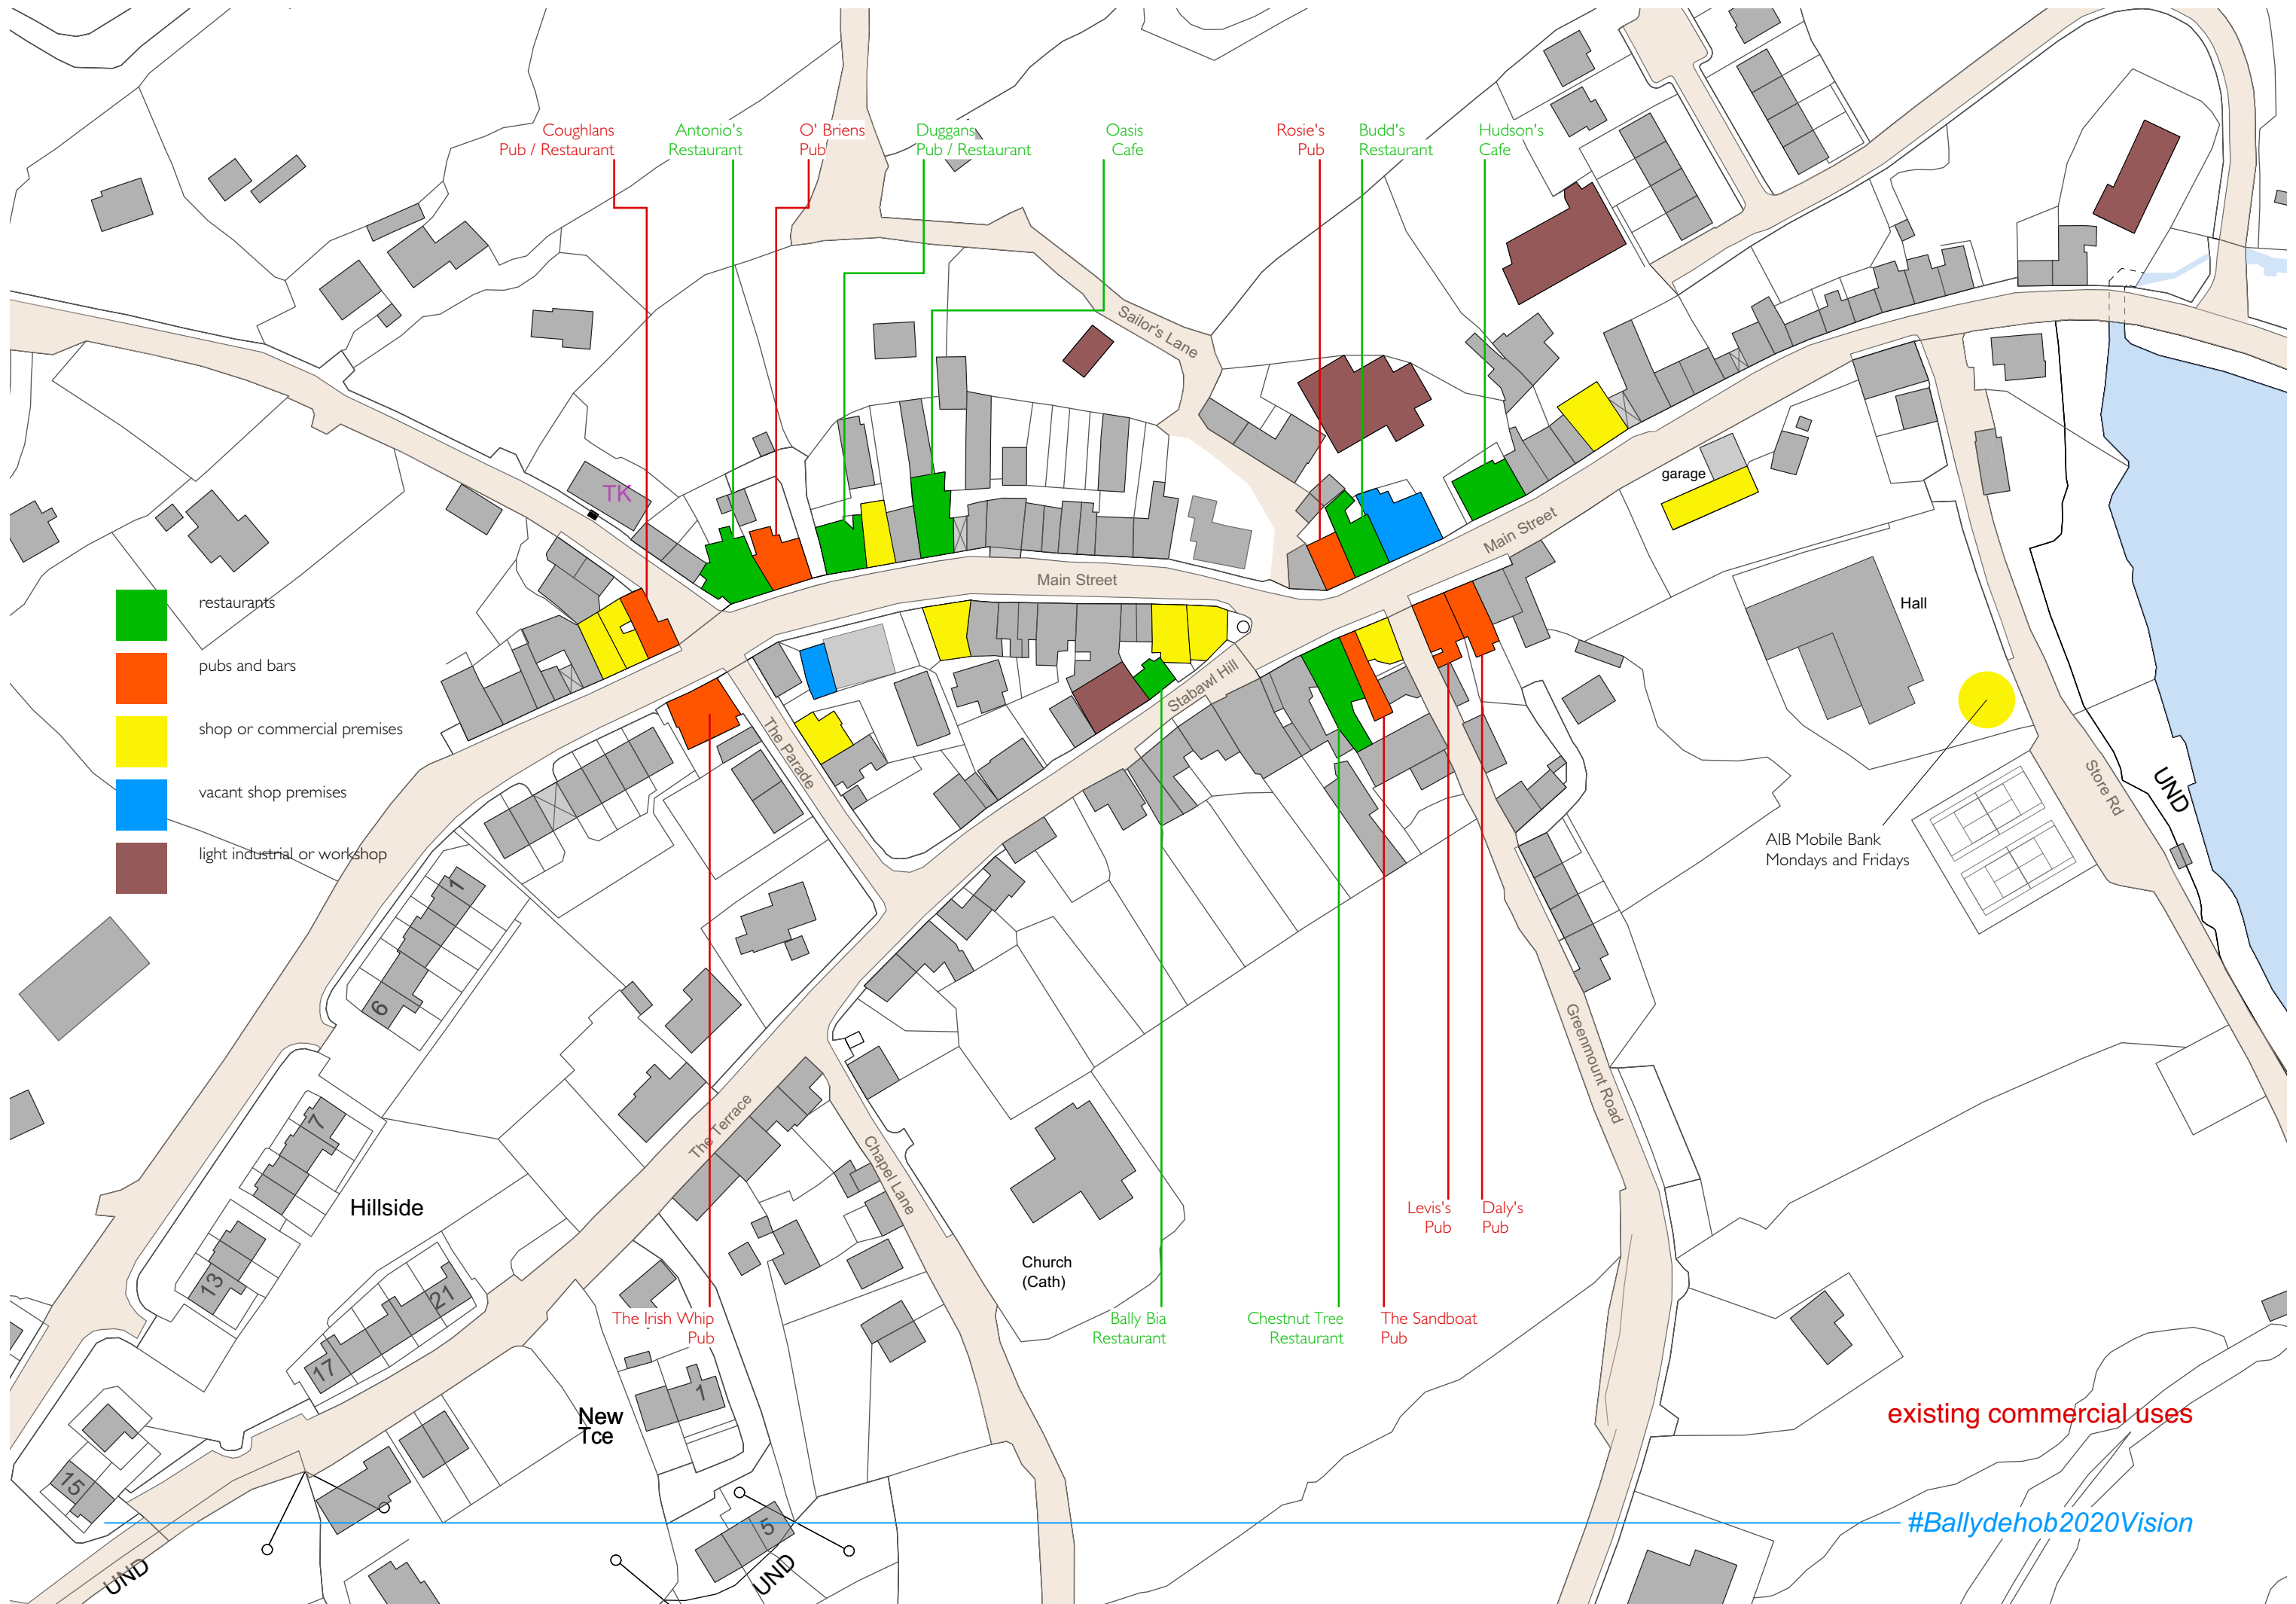 Coughlans
Pub / Restaurant
Antonio's
Restaurant
O' Briens
Pub
Duggans
Pub / Restaurant
Oasis
Cafe
Rosie's
Pub
Budd's
Restaurant
Hudson's
Cafe
Sailor's Lane
TK
garage
Main Street
Main Street
Hall
restaurants
pubs and bars
shop or commercial premises
vacant shop premises
light industrial or workshop
Stabawl Hill
The Parade
Store Rd
UND
AIB Mobile Bank
Mondays and Fridays
1
6
Greenmount Road
The Terrace
Chapel Lane
7
Hillside
13
21
17
15
Levis's
Pub
Daly's
Pub
Church
(Cath)
The Irish Whip
Pub
Bally Bia
Restaurant
Chestnut Tree
Restaurant
The Sandboat
Pub
1
New
Tce
existing commercial uses
5
#Ballydehob2020Vision
UND
UND